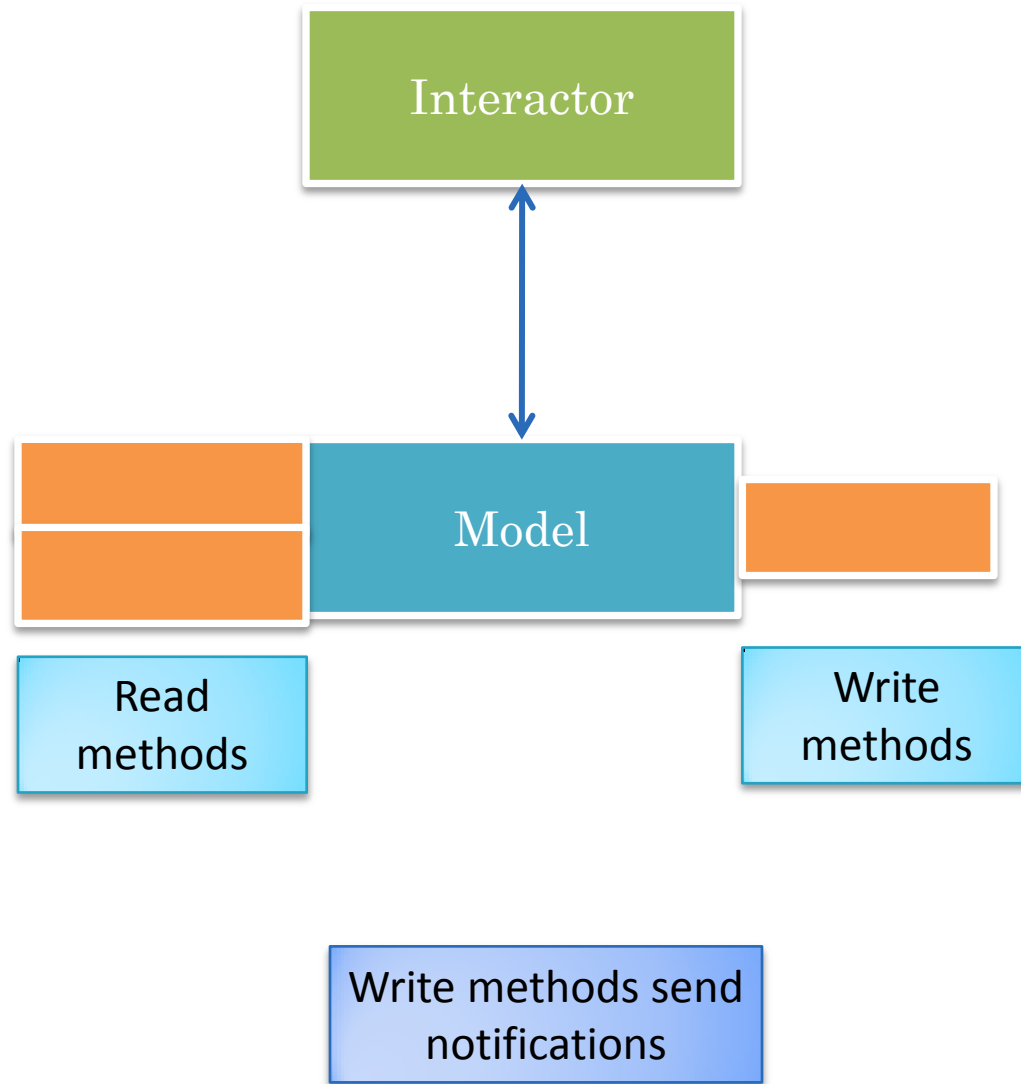 Interactor
Model
Read
methods
Write
methods
Write methods send
notifications